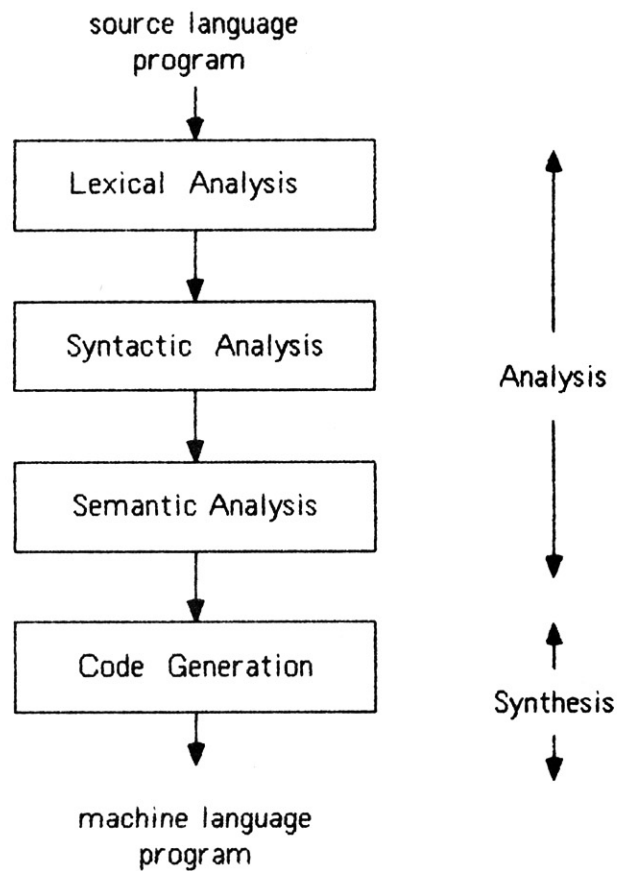 source language
program
Lexical Analysis
Syntactic Analysis
Analysis
Semantic Analysis
Code Generation
Synthesis
machine language
program